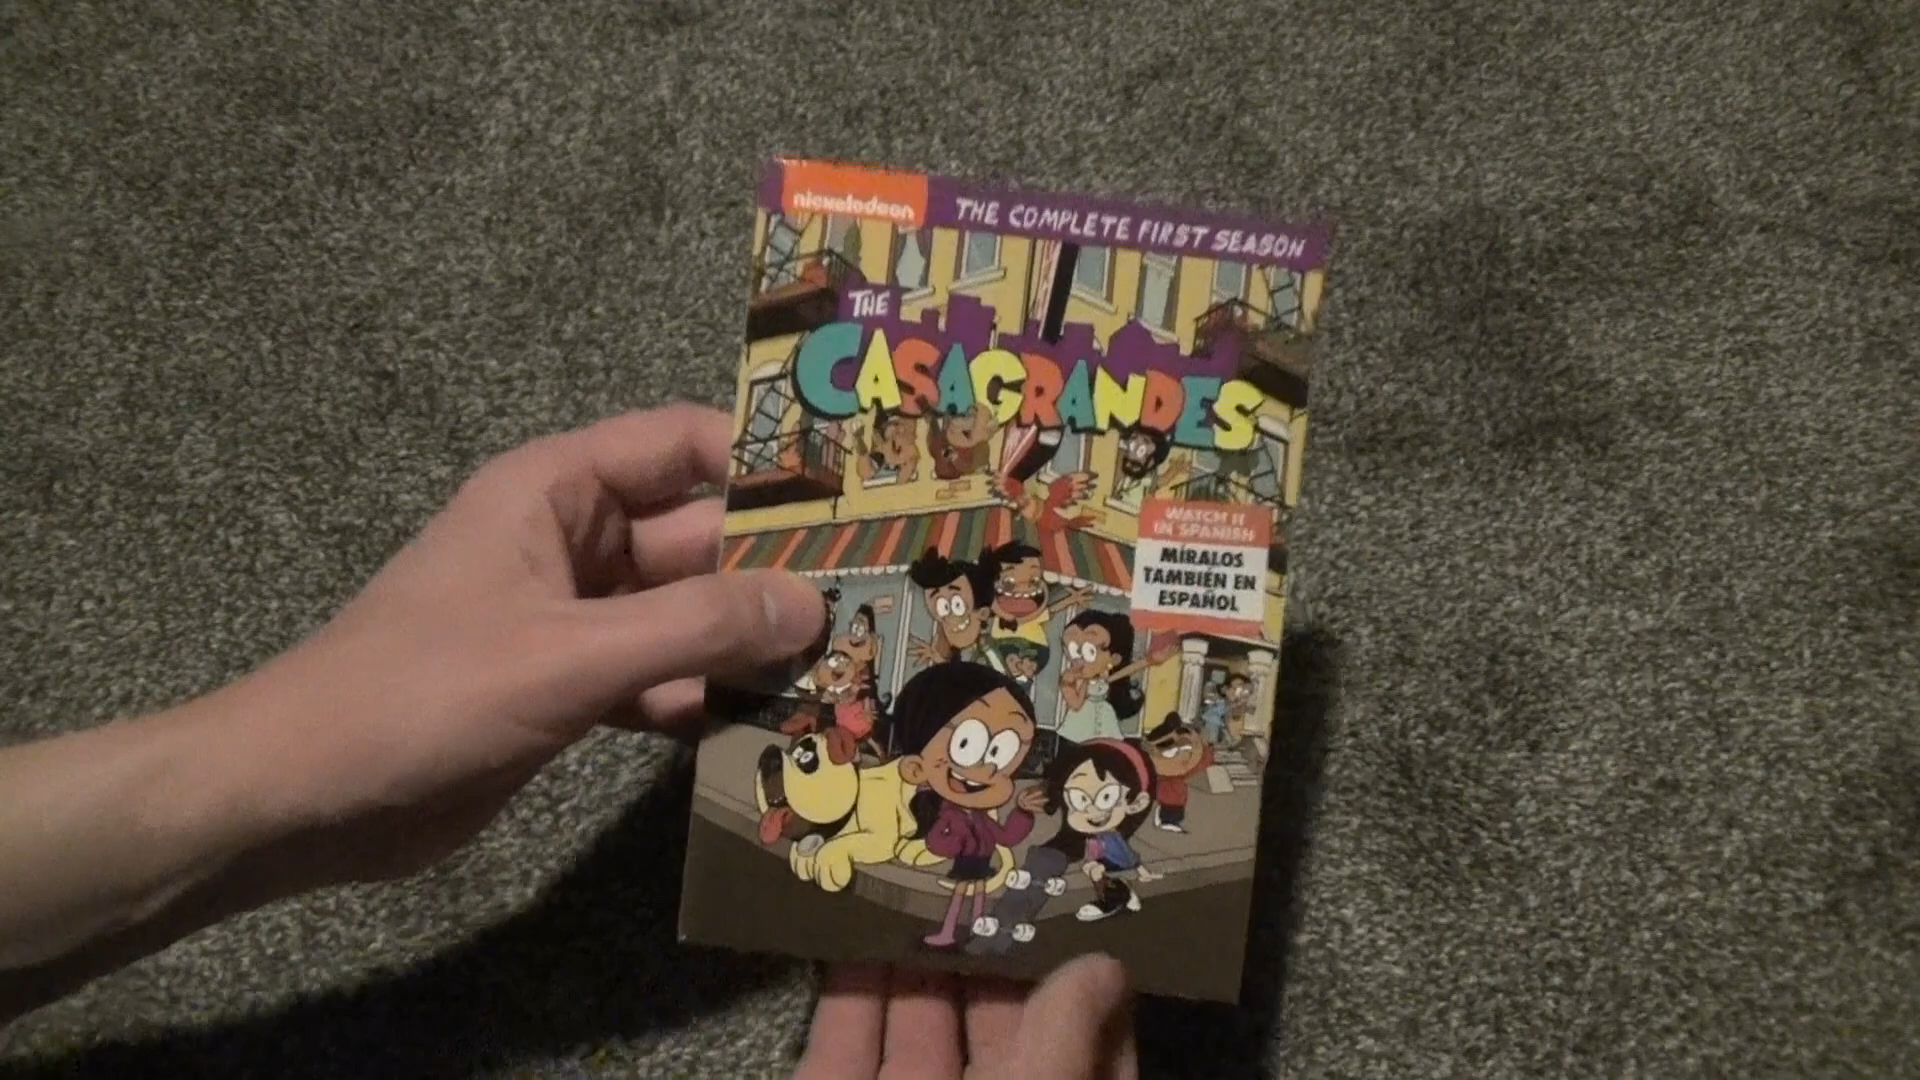 nickelodeon
THE COMPLETE FIRST SEASON
THE
CASAGRANDES
WATCH IT
IN SPANISH
MÍRALOS
TAMBIÉN EN
ESPAÑOL